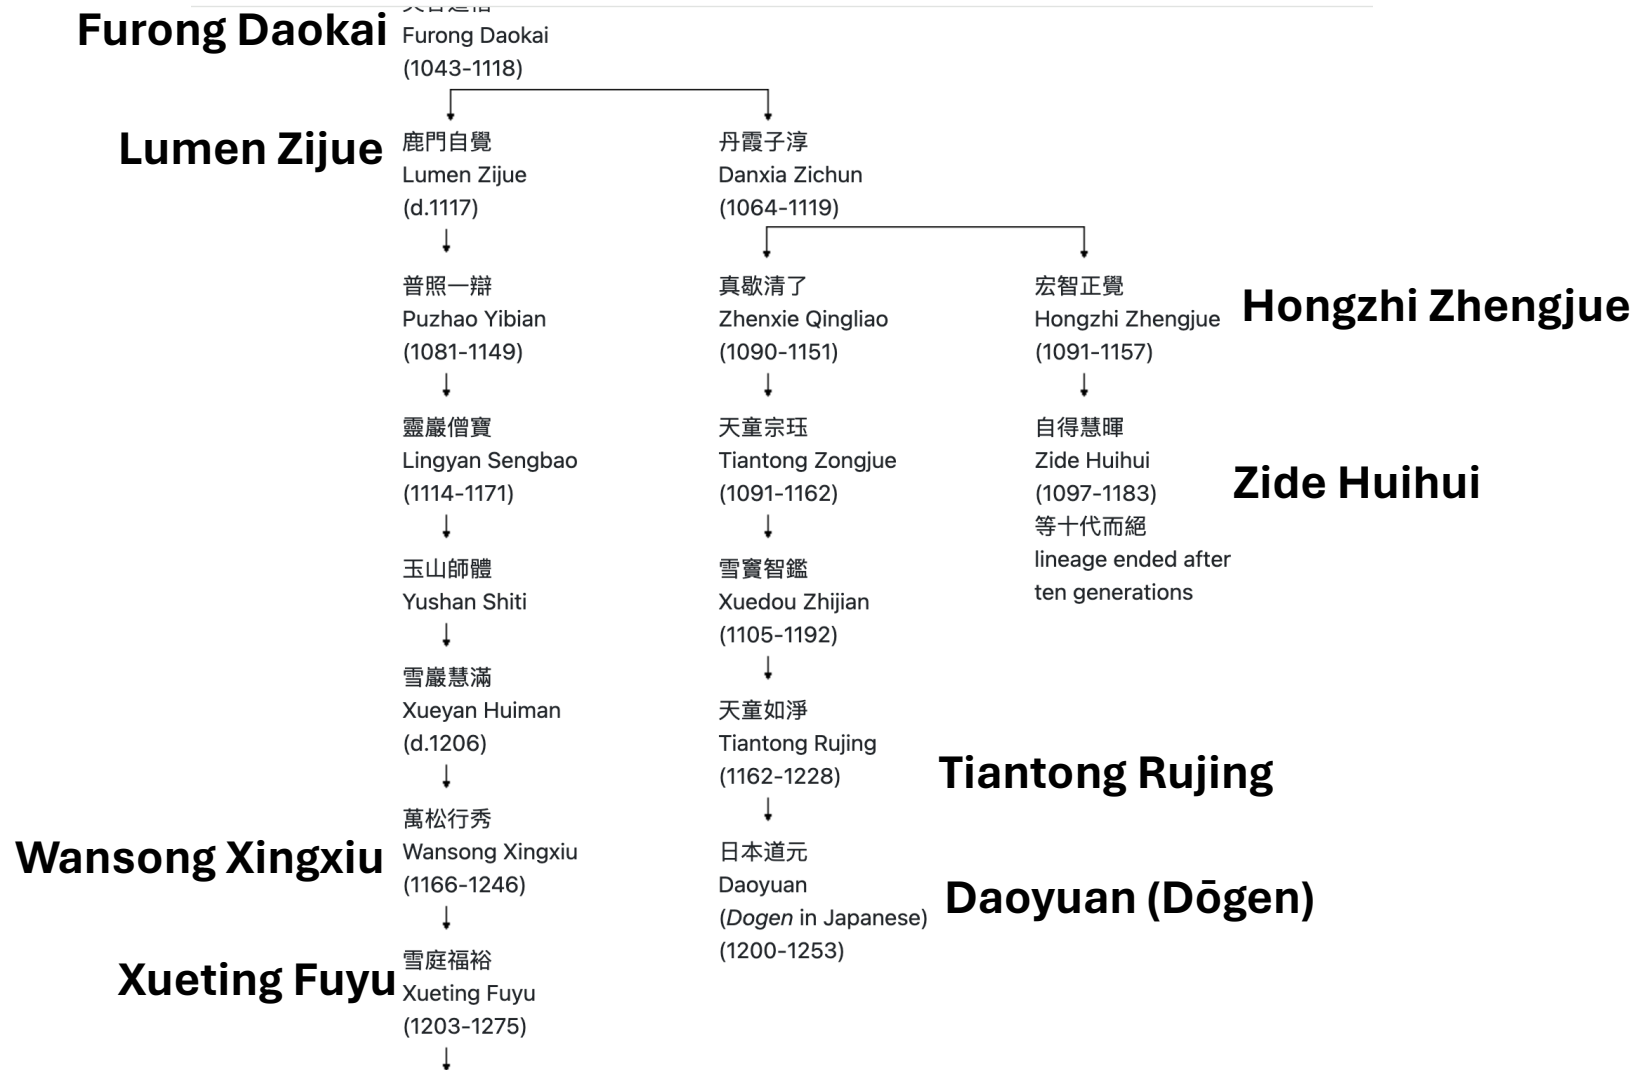 Furong Daokai
Furong Daokai
(1043-1118)
Lumen Zijue
鹿門自覺
Lumen Zijue
(d.1117)
丹霞子淳
Danxia Zichun
(1064-1119)
普照一辯
Puzhao Yibian
(1081-1149)
真歇清了
Zhenxie Qingliao
(1090-1151)
宏智正覺
Hongzhi Zhengjue
(1091-1157)
Hongzhi Zhengjue
靈巖僧寶
Lingyan Sengbao
(1114-1171)
天童宗珏
Tiantong Zongjue
(1091-1162)
自得慧暉
Zide Huihui
(1097-1183)
等十代而絕
lineage ended after
ten generations
Zide Huihui
玉山師體
Yushan Shiti
雪竇智鑑
Xuedou Zhijian
(1105-1192)
雪巖慧滿
Xueyan Huiman
(d.1206)
天童如淨
Tiantong Rujing
(1162-1228)
Tiantong Rujing
Wansong Xingxiu
萬松行秀
Wansong Xingxiu
(1166-1246)
日本道元
Daoyuan
(Dogen in Japanese)
(1200-1253)
Daoyuan (Dōgen)
Xueting Fuyu
雪庭福裕
Xueting Fuyu
(1203-1275)